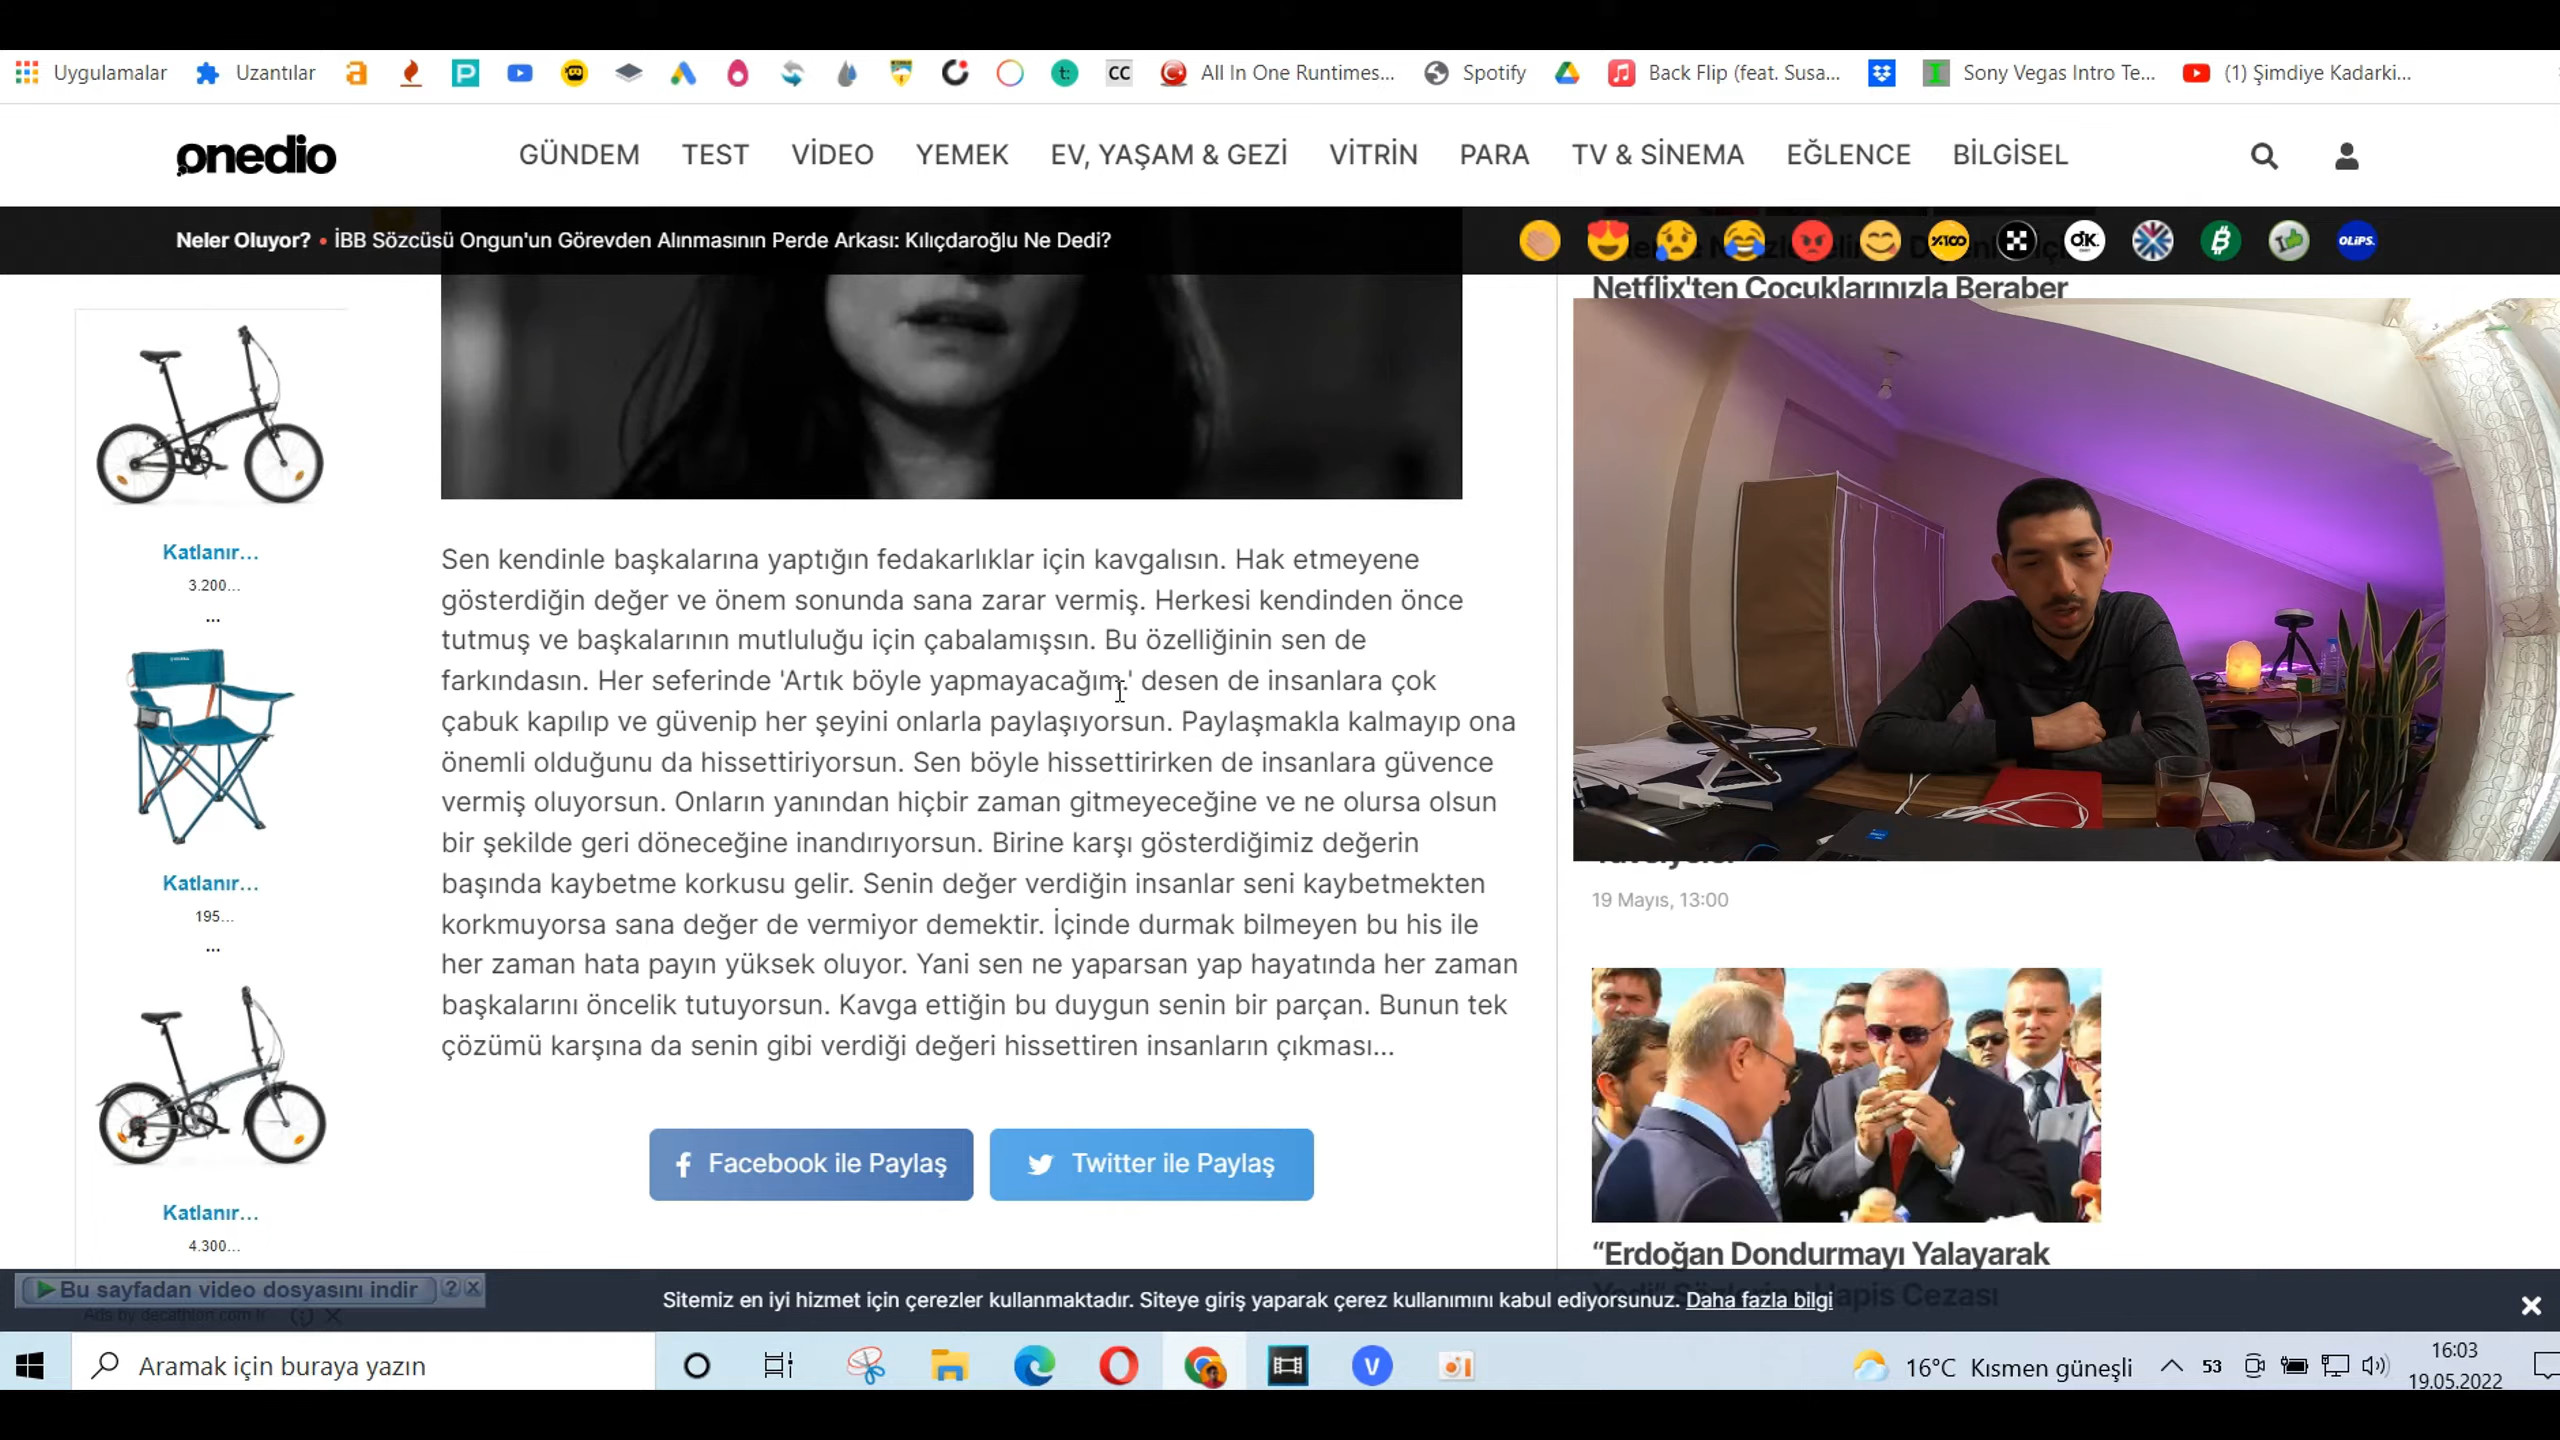 Uygulamalar
Uzantılar
CC
All In One Runtimes...
Spotify
Back Flip (feat. Susa...
Sony Vegas Intro Te...
(1) Şimdiye Kadarki...
onedio
GÜNDEM
TEST
VİDEO
YEMEK
EV, YAŞAM & GEZİ
VİTRİN
PARA
TV & SİNEMA
EĞLENCE
BİLGİSEL
Neler Oluyor? • İBB Sözcüsü Ongun'un Görevden Alınmasının Perde Arkası: Kılıçdaroğlu Ne Dedi?
%100
OLiPS.
Netflix'ten Çocuklarınızla Beraber
Katlanır...
3.200...
...
Katlanır...
195...
...
Katlanır...
4.300...
Sen kendinle başkalarına yaptığın fedakarlıklar için kavgalısın. Hak etmeyene
gösterdiğin değer ve önem sonunda sana zarar vermiş. Herkesi kendinden önce
tutmuş ve başkalarının mutluluğu için çabalamışsın. Bu özelliğinin sen de
farkındasın. Her seferinde 'Artık böyle yapmayacağım.' desen de insanlara çok
çabuk kapılıp ve güvenip her şeyini onlarla paylaşıyorsun. Paylaşmakla kalmayıp ona
önemli olduğunu da hissettiriyorsun. Sen böyle hissettirirken de insanlara güvence
vermiş oluyorsun. Onların yanından hiçbir zaman gitmeyeceğine ve ne olursa olsun
bir şekilde geri döneceğine inandırıyorsun. Birine karşı gösterdiğimiz değerin
başında kaybetme korkusu gelir. Senin değer verdiğin insanlar seni kaybetmekten
korkmuyorsa sana değer de vermiyor demektir. İçinde durmak bilmeyen bu his ile
her zaman hata payın yüksek oluyor. Yani sen ne yaparsan yap hayatında her zaman
başkalarını öncelik tutuyorsun. Kavga ettiğin bu duygun senin bir parçan. Bunun tek
çözümü karşına da senin gibi verdiği değeri hissettiren insanların çıkması...
Facebook ile Paylaş
Twitter ile Paylaş
19 Mayıs, 13:00
“Erdoğan Dondurmayı Yalayarak
Yedi” Sözlerine Hapis Cezası
Bu sayfadan video dosyasını indir
Ads by decathlon.com.tr
Sitemiz en iyi hizmet için çerezler kullanmaktadır. Siteye giriş yaparak çerez kullanımını kabul ediyorsunuz. Daha fazla bilgi
Aramak için buraya yazın
16°C Kısmen güneşli
53
16:03
19.05.2022